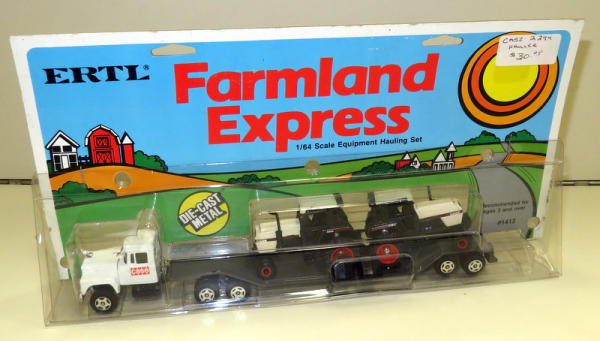 ERTL®
Farmland
Express
1/64 Scale Equipment Hauling Set
CASE 2294
HAULER
$30.
DIE-CAST
METAL
Recommended for
ages 3 and over
#1412
CASE